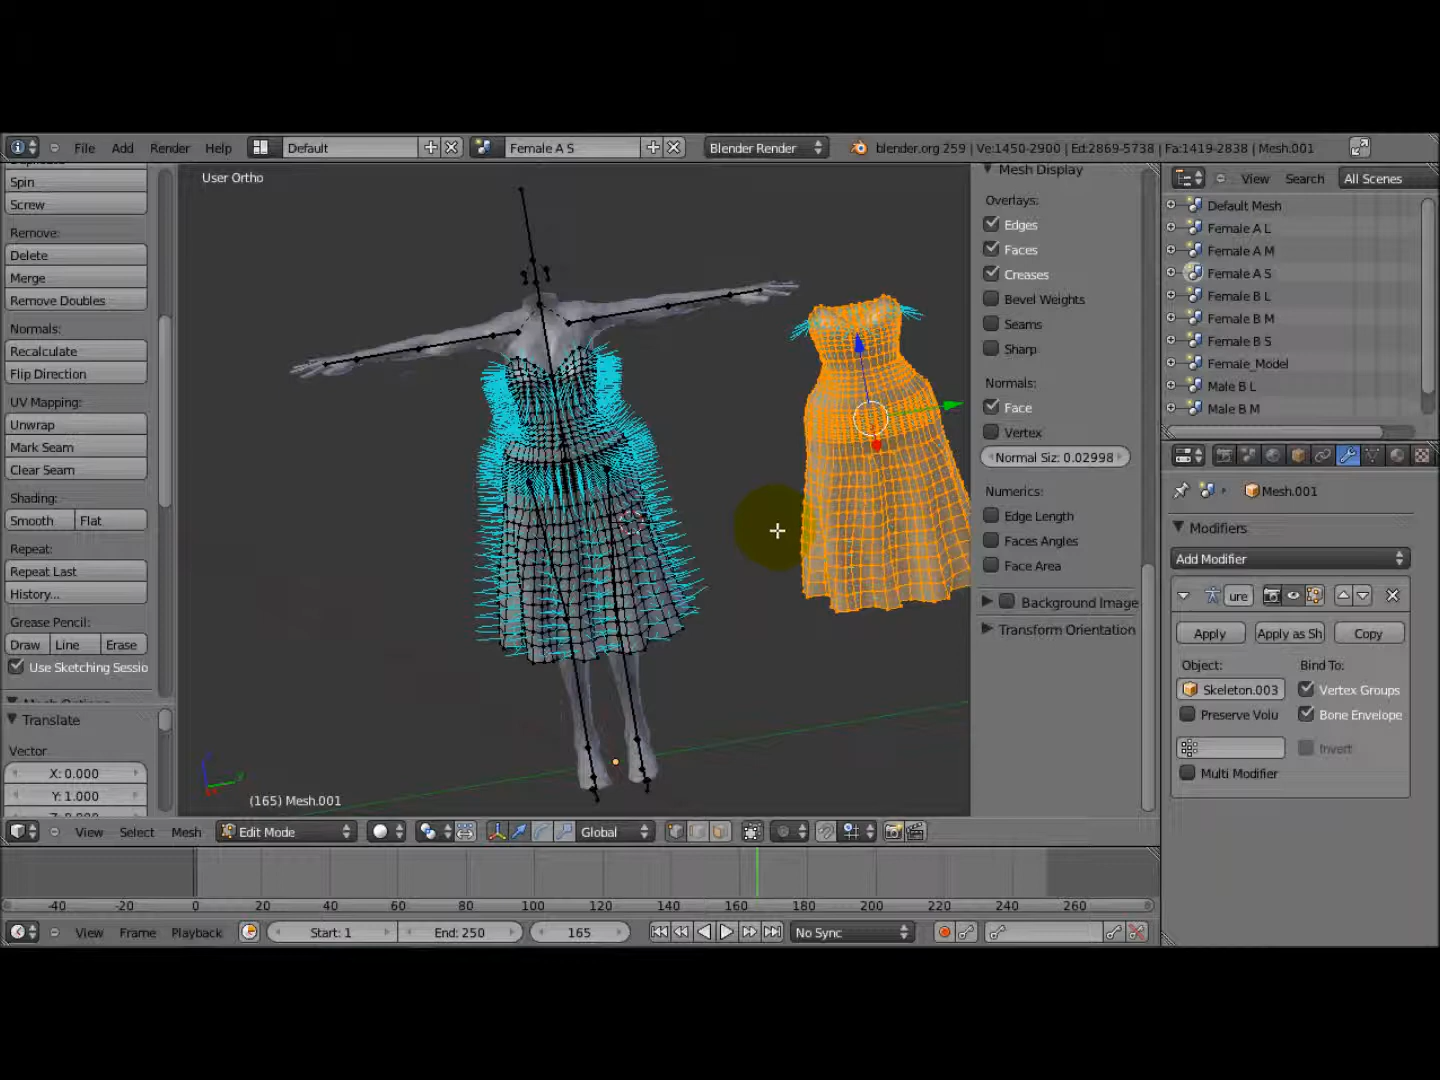 File Add Render Help Default Female A S Blender Render blender.org 259 | Ve:1450-2900 | Ed:2869-5738 | Fa:1419-2838 | Mesh.001
Spin
Screw
Remove:
Delete
Merge
Remove Doubles
Normals:
Recalculate
Flip Direction
UV Mapping:
Unwrap
Mark Seam
Clear Seam
Shading:
Smooth Flat
Repeat:
Repeat Last
History...
Grease Pencil:
Draw Line Erase
Use Sketching Sessio
Translate
Vector
X: 0.000
Y: 1.000
User Ortho
(165) Mesh.001
Mesh Display
Overlays:
Edges
Faces
Creases
Bevel Weights
Seams
Sharp
Normals:
Face
Vertex
Normal Siz: 0.02998
Numerics:
Edge Length
Faces Angles
Face Area
Background Image
Transform Orientation
View Search All Scenes
Default Mesh
Female A L
Female A M
Female A S
Female B L
Female B M
Female B S
Female_Model
Male B L
Male B M
Mesh.001
Modifiers
Add Modifier
ure
Apply Apply as Sh Copy
Object: Bind To:
Skeleton.003 Vertex Groups
Preserve Volu Bone Envelope
Invert
Multi Modifier
View Select Mesh Edit Mode Global
-40 -20 0 20 40 60 80 100 120 140 160 180 200 220 240 260
View Frame Playback Start: 1 End: 250 165 No Sync